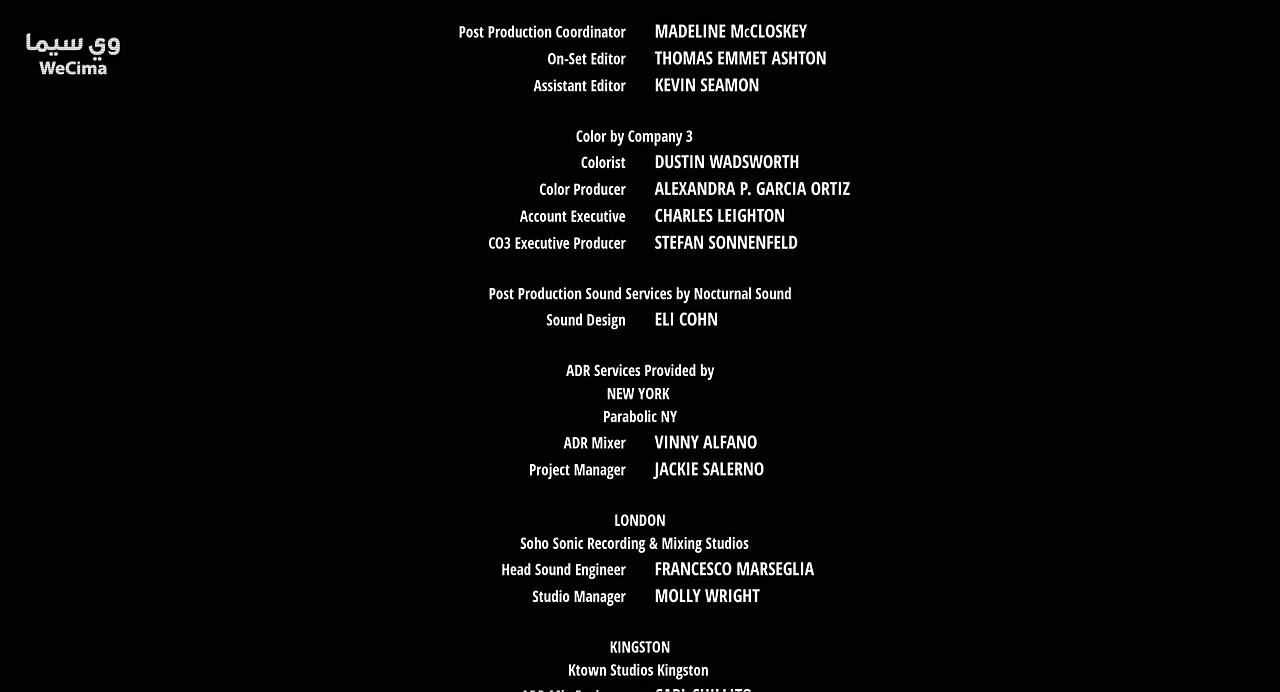 وي سيما
WeCima
Post Production Coordinator MADELINE McCLOSKEY
On-Set Editor THOMAS EMMET ASHTON
Assistant Editor KEVIN SEAMON
Color by Company 3
Colorist DUSTIN WADSWORTH
Color Producer ALEXANDRA P. GARCIA ORTIZ
Account Executive CHARLES LEIGHTON
CO3 Executive Producer STEFAN SONNENFELD
Post Production Sound Services by Nocturnal Sound
Sound Design ELI COHN
ADR Services Provided by
NEW YORK
Parabolic NY
ADR Mixer VINNY ALFANO
Project Manager JACKIE SALERNO
LONDON
Soho Sonic Recording & Mixing Studios
Head Sound Engineer FRANCESCO MARSEGLIA
Studio Manager MOLLY WRIGHT
KINGSTON
Ktown Studios Kingston